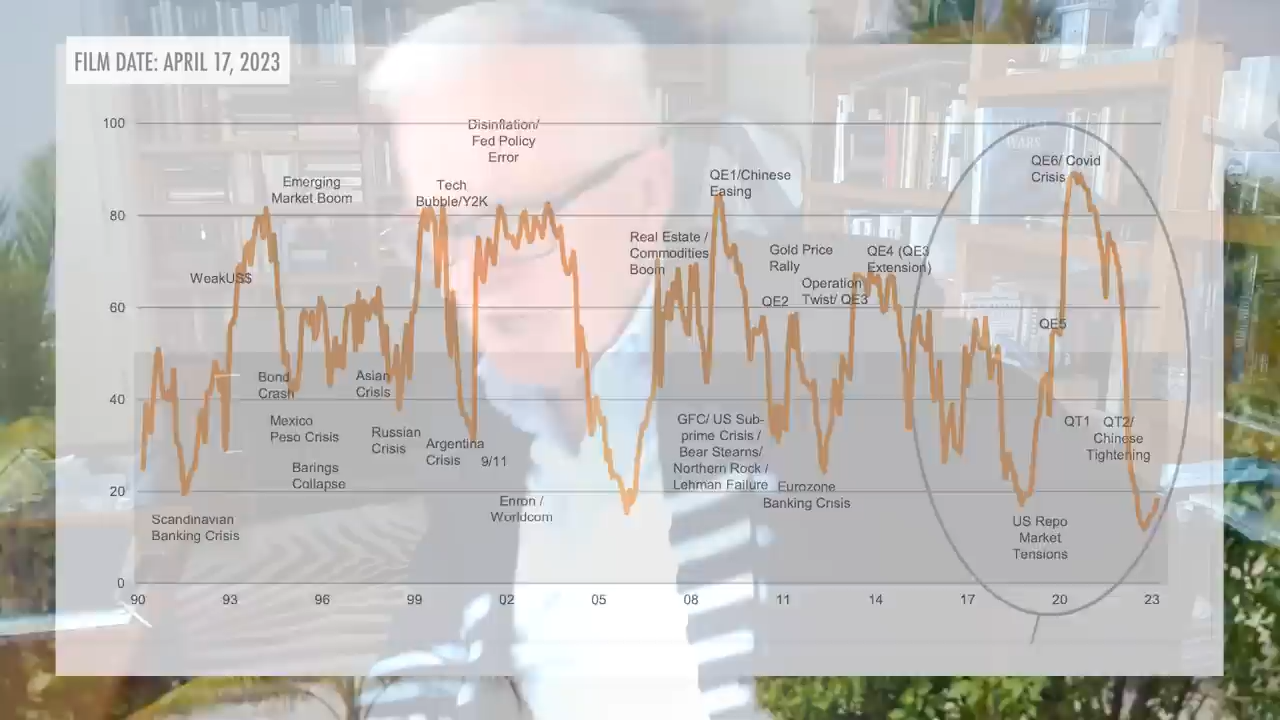 FILM DATE: APRIL 17, 2023
100
Disinflation/
Fed Policy
Error
QE6/ Covid
Crisis
QE1/Chinese
Easing
Emerging
Market Boom
Tech
Bubble/Y2K
80
Real Estate /
Commodities
Boom
Gold Price
Rally
QE4 (QE3
Extension)
WeakUS$
Operation
Twist/ QE3
QE2
60
QE5
Bond
Crash
Asian
Crisis
40
Mexico
Peso Crisis
Russian
Crisis
Argentina
Crisis
9/11
GFC/ US Sub-
prime Crisis /
Bear Stearns/
Northern Rock /
Lehman Failure
QT1
QT2/
Chinese
Tightening
Barings
Collapse
20
Enron /
Worldcom
Eurozone
Banking Crisis
Scandinavian
Banking Crisis
US Repo
Market
Tensions
0
90 93 96 99 02 05 08 11 14 17 20 23